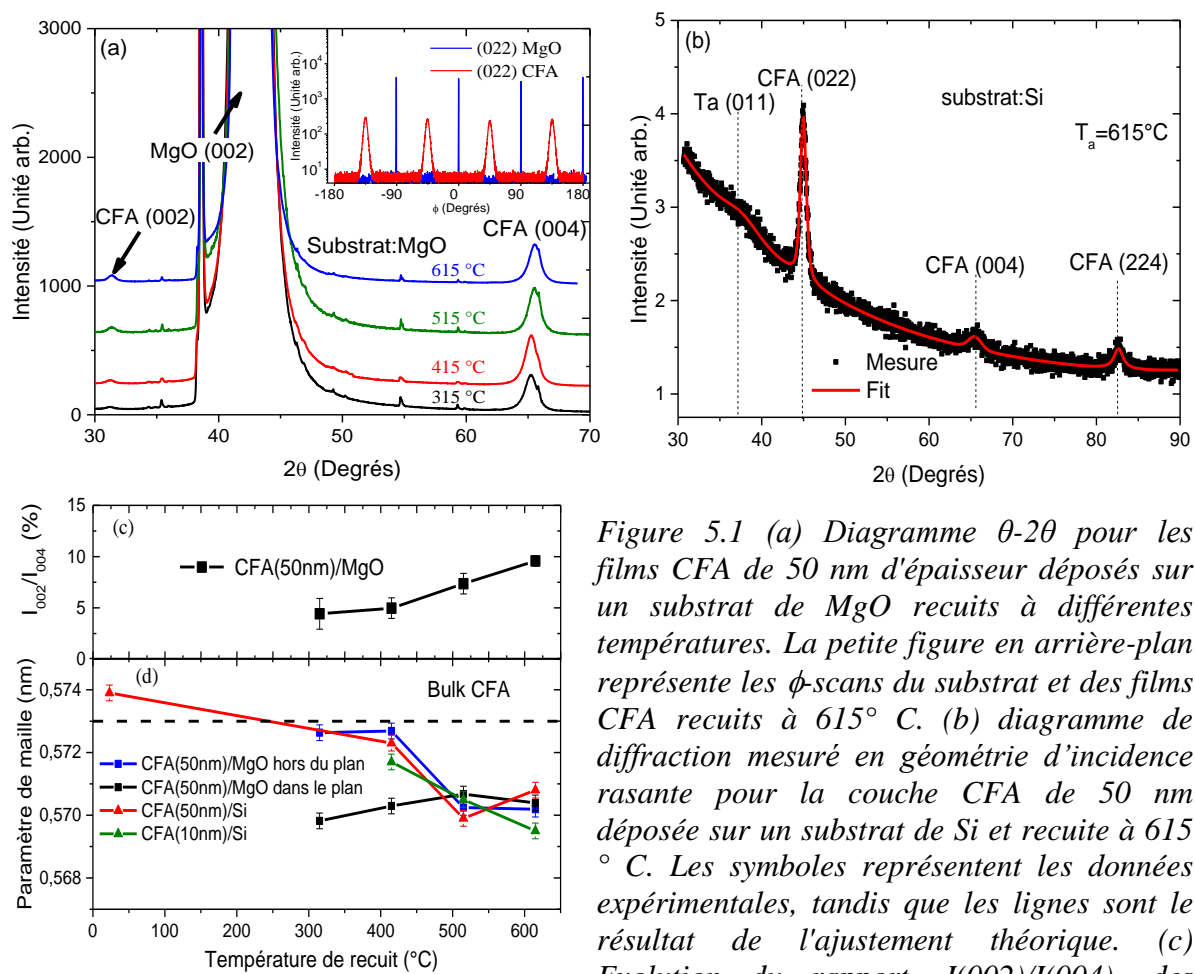 (a)
3000
2000
1000
0
Intensité (Unité arb.)
30 40 50 60 70
2θ (Degrés)
CFA (002)
MgO (002)
Substrat:MgO
CFA (004)
615 °C
515 °C
415 °C
315 °C
(022) MgO
(022) CFA
Intensité (Unité arb.)
10⁴
10³
10²
10¹
-180 -90 0 90 180
ϕ (Degrés)
(b)
5
4
3
2
1
Intensité (Unité arb.)
Ta (011)
CFA (022)
substrat:Si
Tₐ=615°C
CFA (004)
CFA (224)
Mesure
Fit
30 40 50 60 70 80 90
2θ (Degrés)
(c)
15
10
5
0
I₀₀₂/I₀₀₄ (%)
CFA(50nm)/MgO
(d)
Bulk CFA
0,574
0,572
0,570
0,568
Paramètre de maille (nm)
CFA(50nm)/MgO hors du plan
CFA(50nm)/MgO dans le plan
CFA(50nm)/Si
CFA(10nm)/Si
0 100 200 300 400 500 600
Température de recuit (°C)
Figure 5.1 (a) Diagramme θ-2θ pour les
films CFA de 50 nm d'épaisseur déposés sur
un substrat de MgO recuits à différentes
températures. La petite figure en arrière-plan
représente les ϕ-scans du substrat et des films
CFA recuits à 615° C. (b) diagramme de
diffraction mesuré en géométrie d’incidence
rasante pour la couche CFA de 50 nm
déposée sur un substrat de Si et recuite à 615
° C. Les symboles représentent les données
expérimentales, tandis que les lignes sont le
résultat de l'ajustement théorique. (c)
Evolution du rapport I(002)/I(004) des